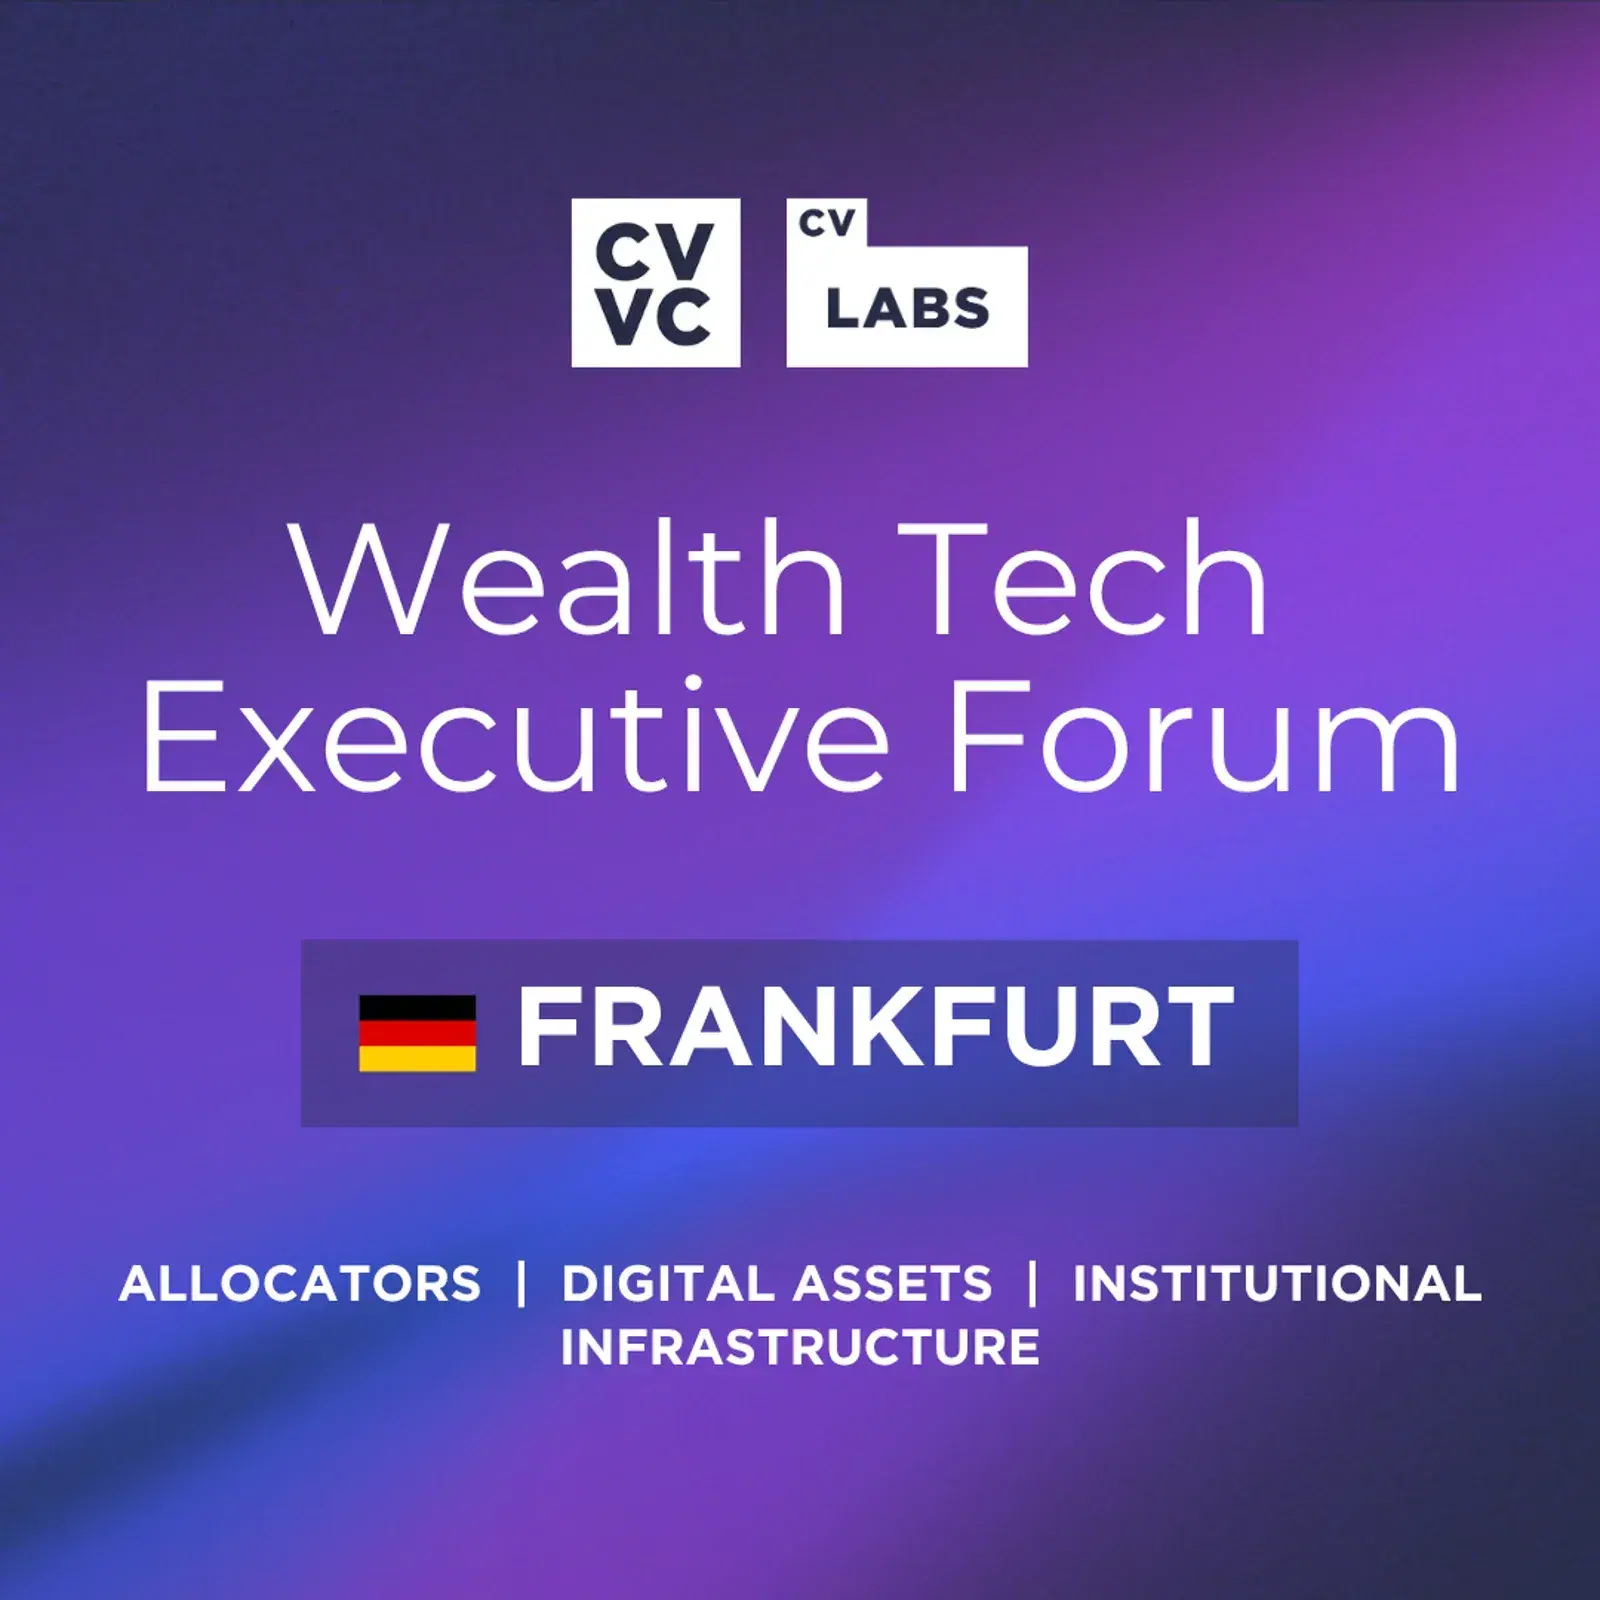 CV
VC
CV
LABS
Wealth Tech
Executive Forum
FRANKFURT
ALLOCATORS | DIGITAL ASSETS | INSTITUTIONAL
INFRASTRUCTURE